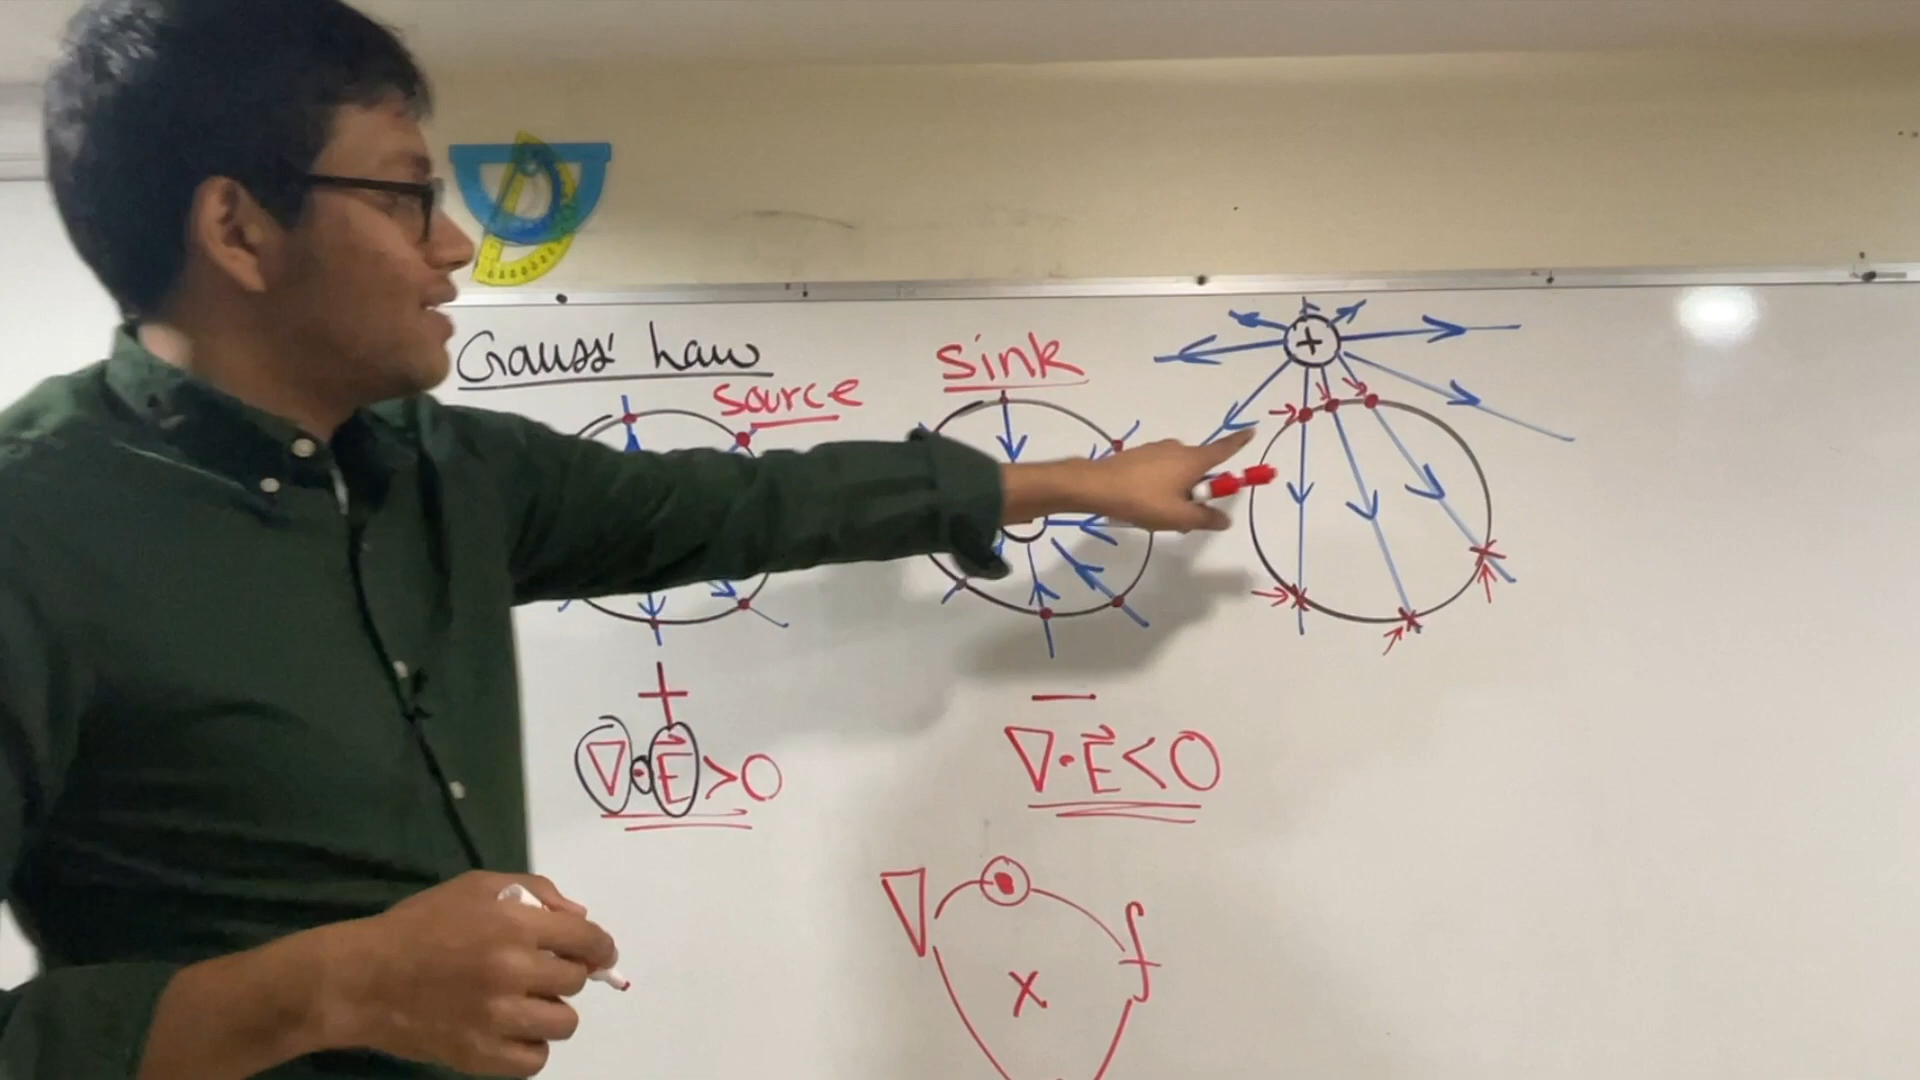 Gauss' Law
source
sink
+
+
−
∇·E⃗>0
∇·E⃗<0
∇ · f
x